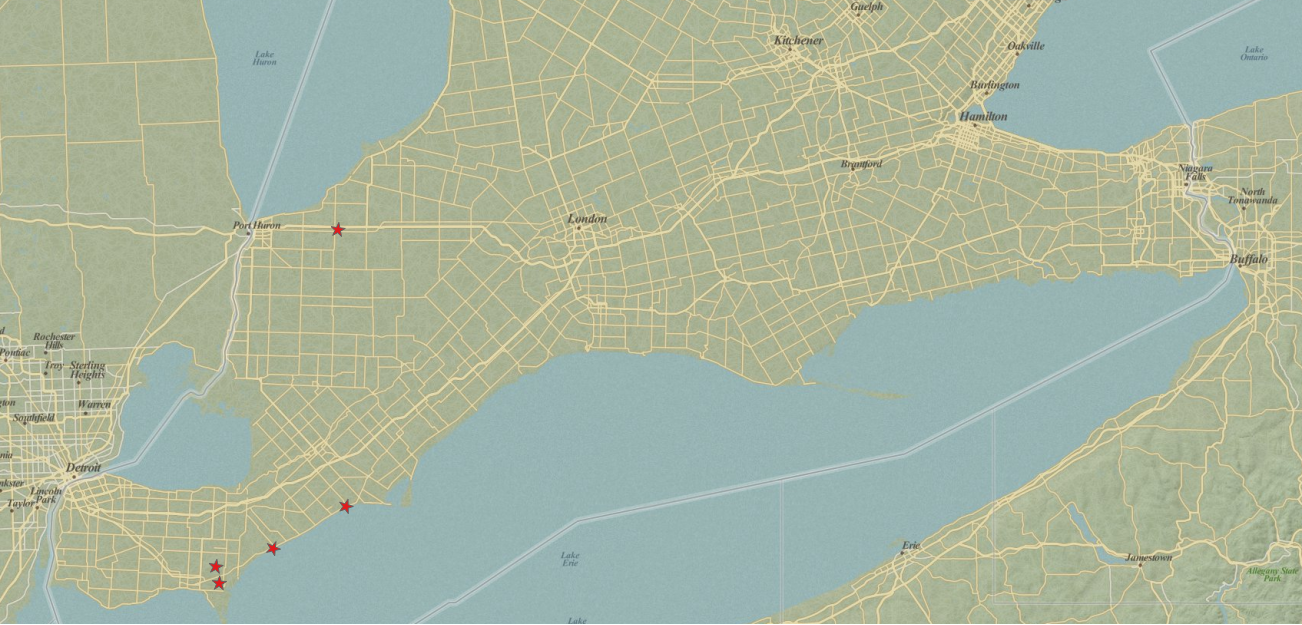 Guelph
Kitchener
Oakville
Lake
Huron
Lake
Ontario
Burlington
Hamilton
Brantford
Niagara
Falls
North
Tonawanda
London
Port Huron
Buffalo
Rochester
Hills
Pontiac
Troy
Sterling
Heights
Warren
Southfield
Detroit
Lincoln
Park
Taylor
Lake
Erie
Erie
Jamestown
Allegany State
Park
Lake